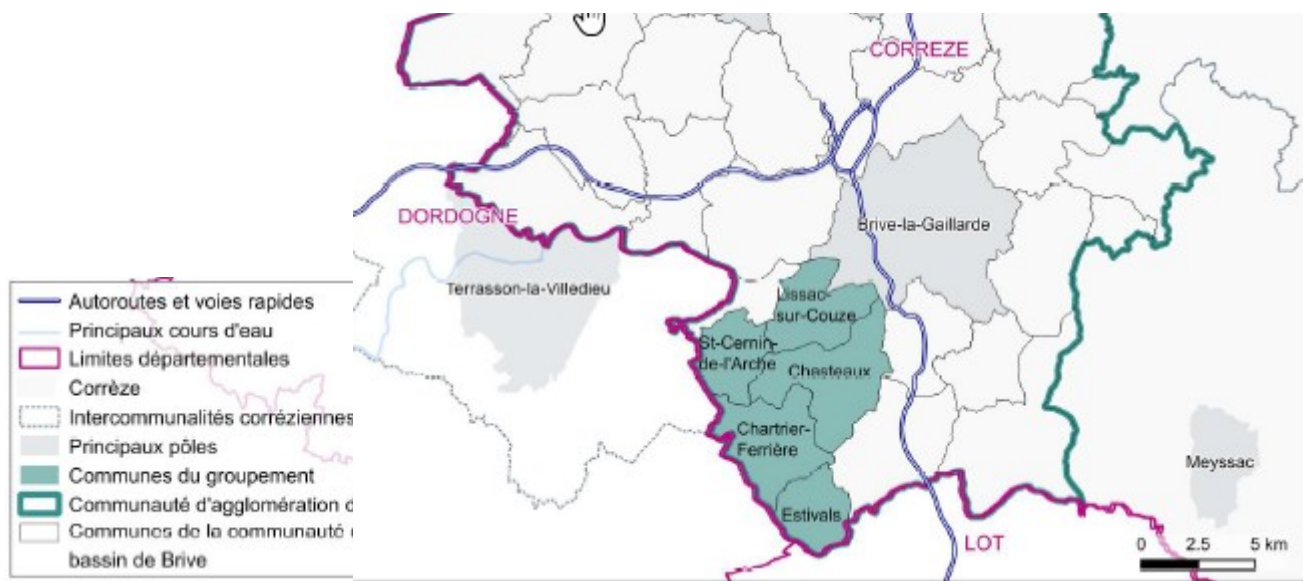 CORREZE
DORDOGNE
Brive-la-Gaillarde
Terrasson-la-Villedieu
Lissac-
sur-Couze
St-Cernin-
de-l'Arche
Chasteaux
Chartrier-
Ferrière
Meyssac
Estivals
LOT
0 2.5 5 km
Autoroutes et voies rapides
Principaux cours d'eau
Limites départementales
Corrèze
Intercommunalités corréziennes
Principaux pôles
Communes du groupement
Communauté d'agglomération d
Communes de la communauté
bassin de Brive